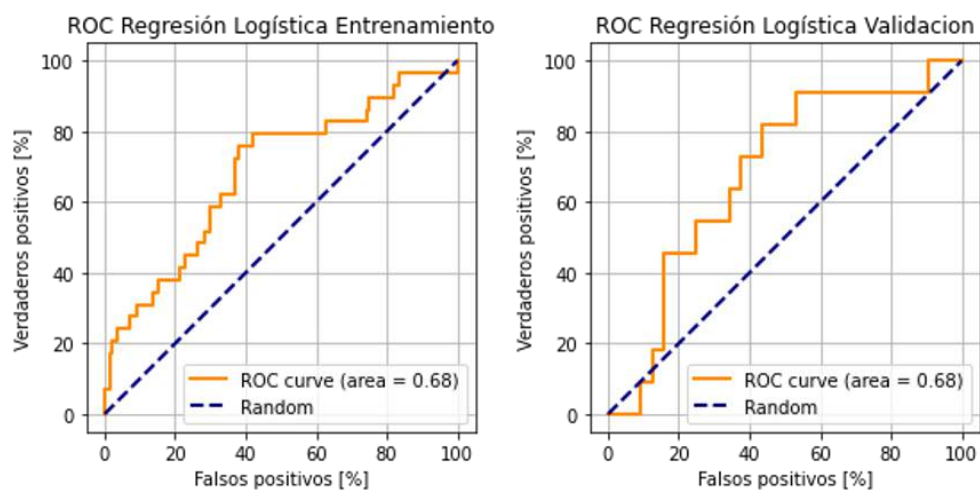 ROC Regresión Logística Entrenamiento
Verdaderos positivos [%]
100
80
60
40
20
0
ROC curve (area = 0.68)
Random
0 20 40 60 80 100
Falsos positivos [%]
ROC Regresión Logística Validacion
Verdaderos positivos [%]
100
80
60
40
20
0
ROC curve (area = 0.68)
Random
0 20 40 60 80 100
Falsos positivos [%]